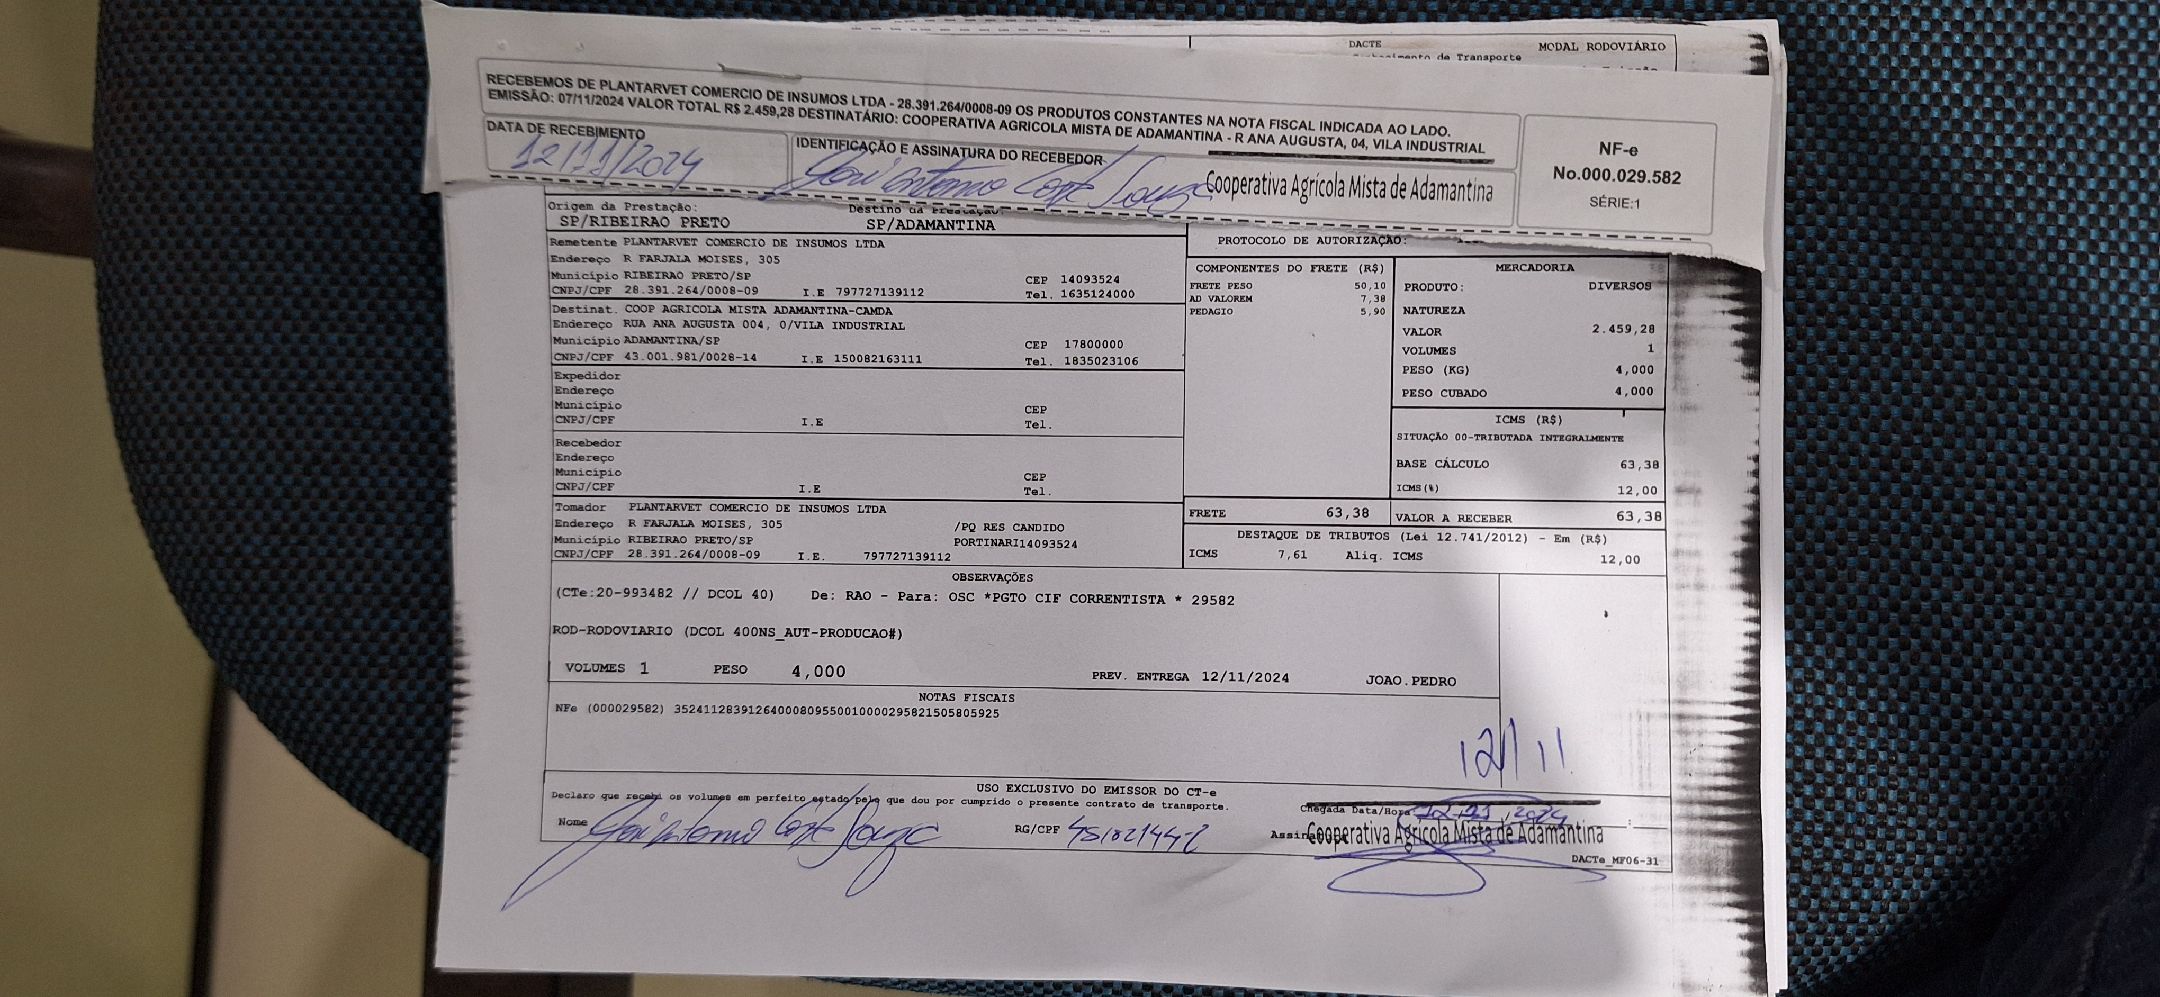 DACTE
MODAL RODOVIÁRIO
de Transporte
RECEBEMOS DE PLANTARVET COMERCIO DE INSUMOS LTDA - 28.391.264/0008-09 OS PRODUTOS CONSTANTES NA NOTA FISCAL INDICADA AO LADO.
EMISSÃO: 07/11/2024 VALOR TOTAL R$ 2.459,28 DESTINATÁRIO: COOPERATIVA AGRICOLA MISTA DE ADAMANTINA - R ANA AUGUSTA, 04, VILA INDUSTRIAL
DATA DE RECEBIMENTO
12/11/2024
IDENTIFICAÇÃO E ASSINATURA DO RECEBEDOR
Cooperativa Agrícola Mista de Adamantina
NF-e
No.000.029.582
SÉRIE:1
Origem da Prestação:
SP/RIBEIRAO PRETO
Destino da Prestação:
SP/ADAMANTINA
Remetente PLANTARVET COMERCIO DE INSUMOS LTDA
Endereço R FARJALA MOISES, 305
Município RIBEIRAO PRETO/SP CEP 14093524
CNPJ/CPF 28.391.264/0008-09 I.E 797727139112 Tel. 1635124000
Destinat. COOP AGRICOLA MISTA ADAMANTINA-CAMDA
Endereço RUA ANA AUGUSTA 004, 0/VILA INDUSTRIAL
Município ADAMANTINA/SP CEP 17800000
CNPJ/CPF 43.001.981/0028-14 I.E 150082163111 Tel. 1835023106
Expedidor
Endereço
Município CEP
CNPJ/CPF I.E Tel.
Recebedor
Endereço
Município CEP
CNPJ/CPF I.E Tel.
Tomador PLANTARVET COMERCIO DE INSUMOS LTDA
Endereço R FARJALA MOISES, 305 /PQ RES CANDIDO
Município RIBEIRAO PRETO/SP PORTINARI14093524
CNPJ/CPF 28.391.264/0008-09 I.E. 797727139112
PROTOCOLO DE AUTORIZAÇÃO:
COMPONENTES DO FRETE (R$)
FRETE PESO 50,10
AD VALOREM 7,38
PEDAGIO 5,90
MERCADORIA
PRODUTO: DIVERSOS
NATUREZA
VALOR 2.459,28
VOLUMES 1
PESO (KG) 4,000
PESO CUBADO 4,000
ICMS (R$)
SITUAÇÃO 00-TRIBUTADA INTEGRALMENTE
BASE CÁLCULO 63,38
ICMS(%) 12,00
FRETE 63,38
VALOR A RECEBER 63,38
DESTAQUE DE TRIBUTOS (Lei 12.741/2012) - Em (R$)
ICMS 7,61 Aliq. ICMS 12,00
OBSERVAÇÕES
(CTe:20-993482 // DCOL 40) De: RAO - Para: OSC *PGTO CIF CORRENTISTA * 29582
ROD-RODOVIARIO (DCOL 400NS_AUT-PRODUCAO#)
VOLUMES 1 PESO 4,000 PREV. ENTREGA 12/11/2024 JOAO.PEDRO
NOTAS FISCAIS
NFe (000029582) 35241128391264000809550010000295821505805925
12/11
USO EXCLUSIVO DO EMISSOR DO CT-e
Declaro que recebi os volumes em perfeito estado pelo que dou por cumprido o presente contrato de transporte.
Chegada Data/Hora
Nome
RG/CPF
Cooperativa Agrícola Mista de Adamantina
DACTe_MF06-31